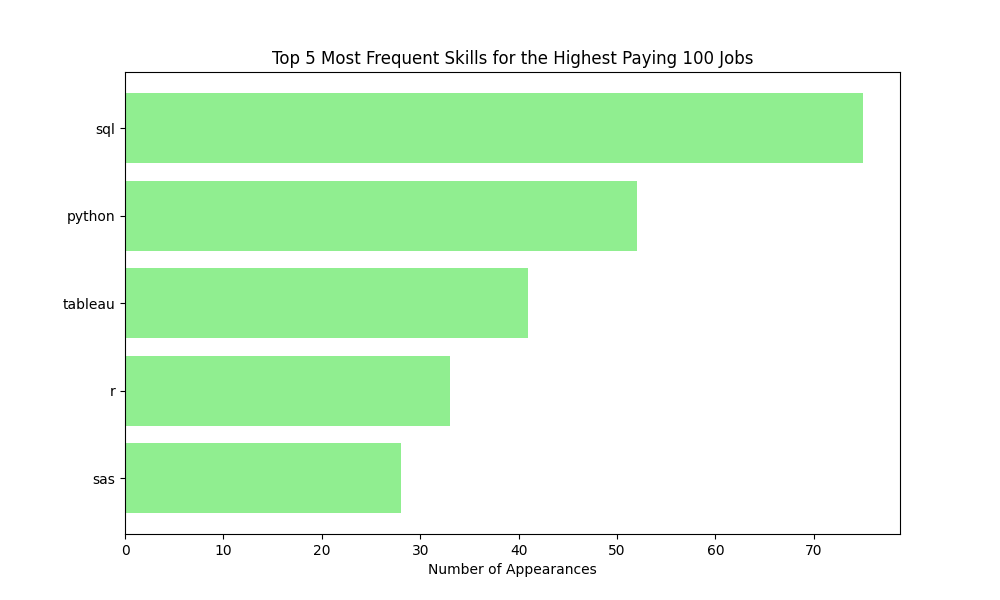 Top 5 Most Frequent Skills for the Highest Paying 100 Jobs
sql
python
tableau
r
sas
0 10 20 30 40 50 60 70
Number of Appearances